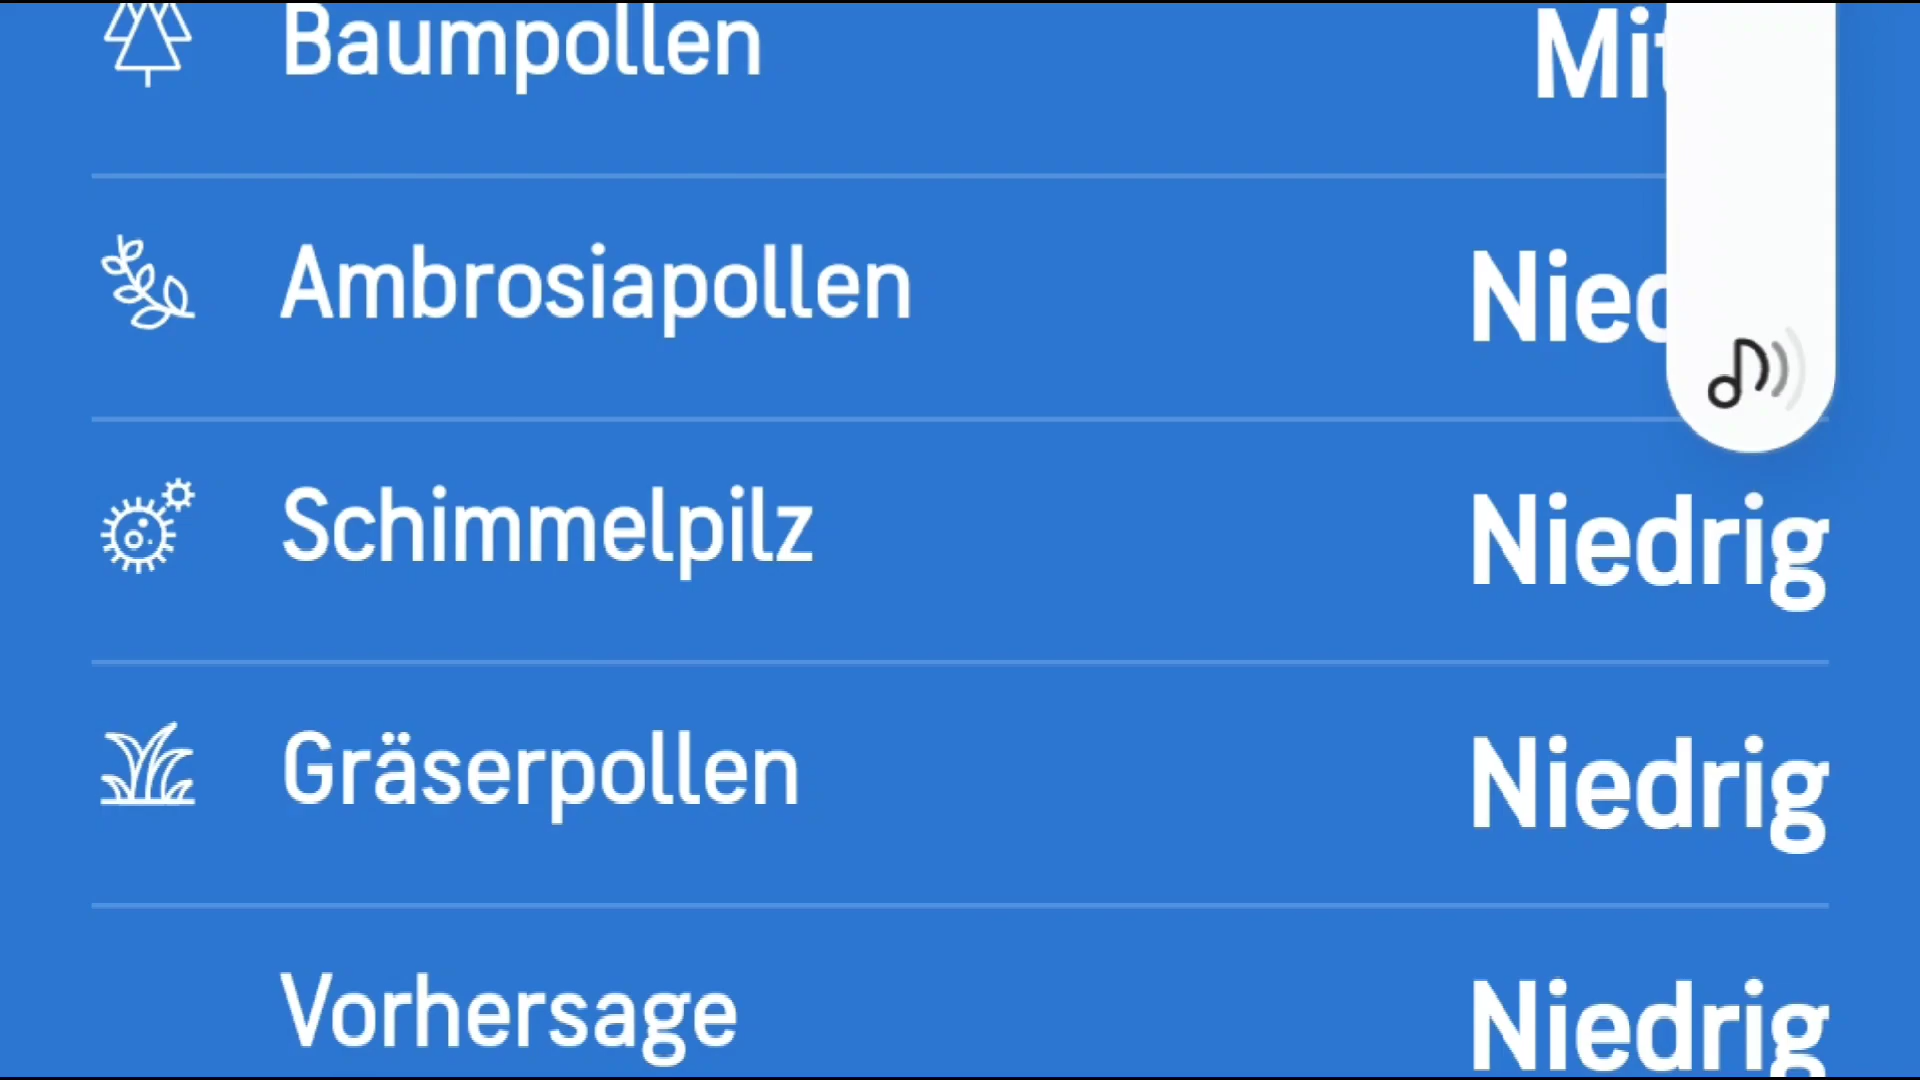 Baumpollen
Ambrosiapollen
Schimmelpilz Niedrig
Gräserpollen Niedrig
Vorhersage Niedrig